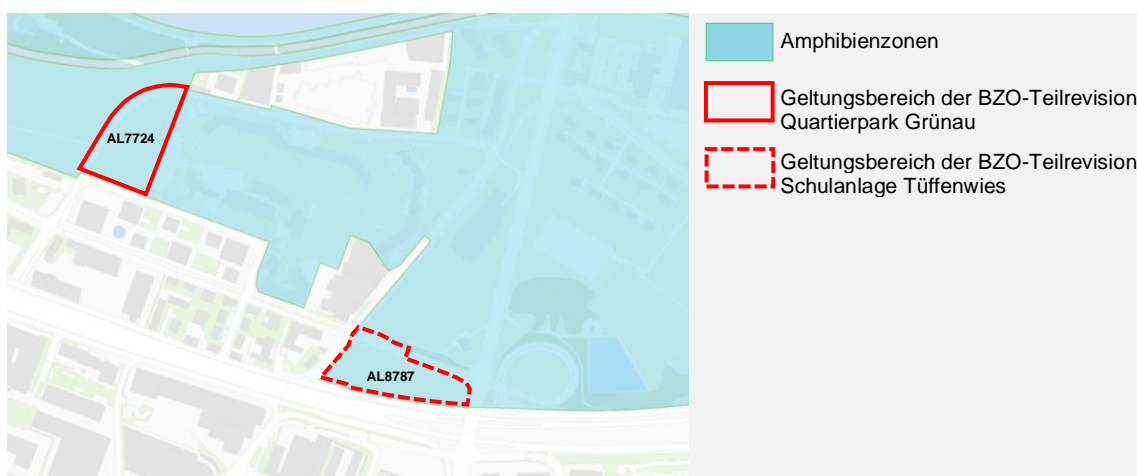 Amphibienzonen
Geltungsbereich der BZO-Teilrevision
Quartierpark Grünau
Geltungsbereich der BZO-Teilrevision
Schulanlage Tüffenwies
AL7724
AL8787